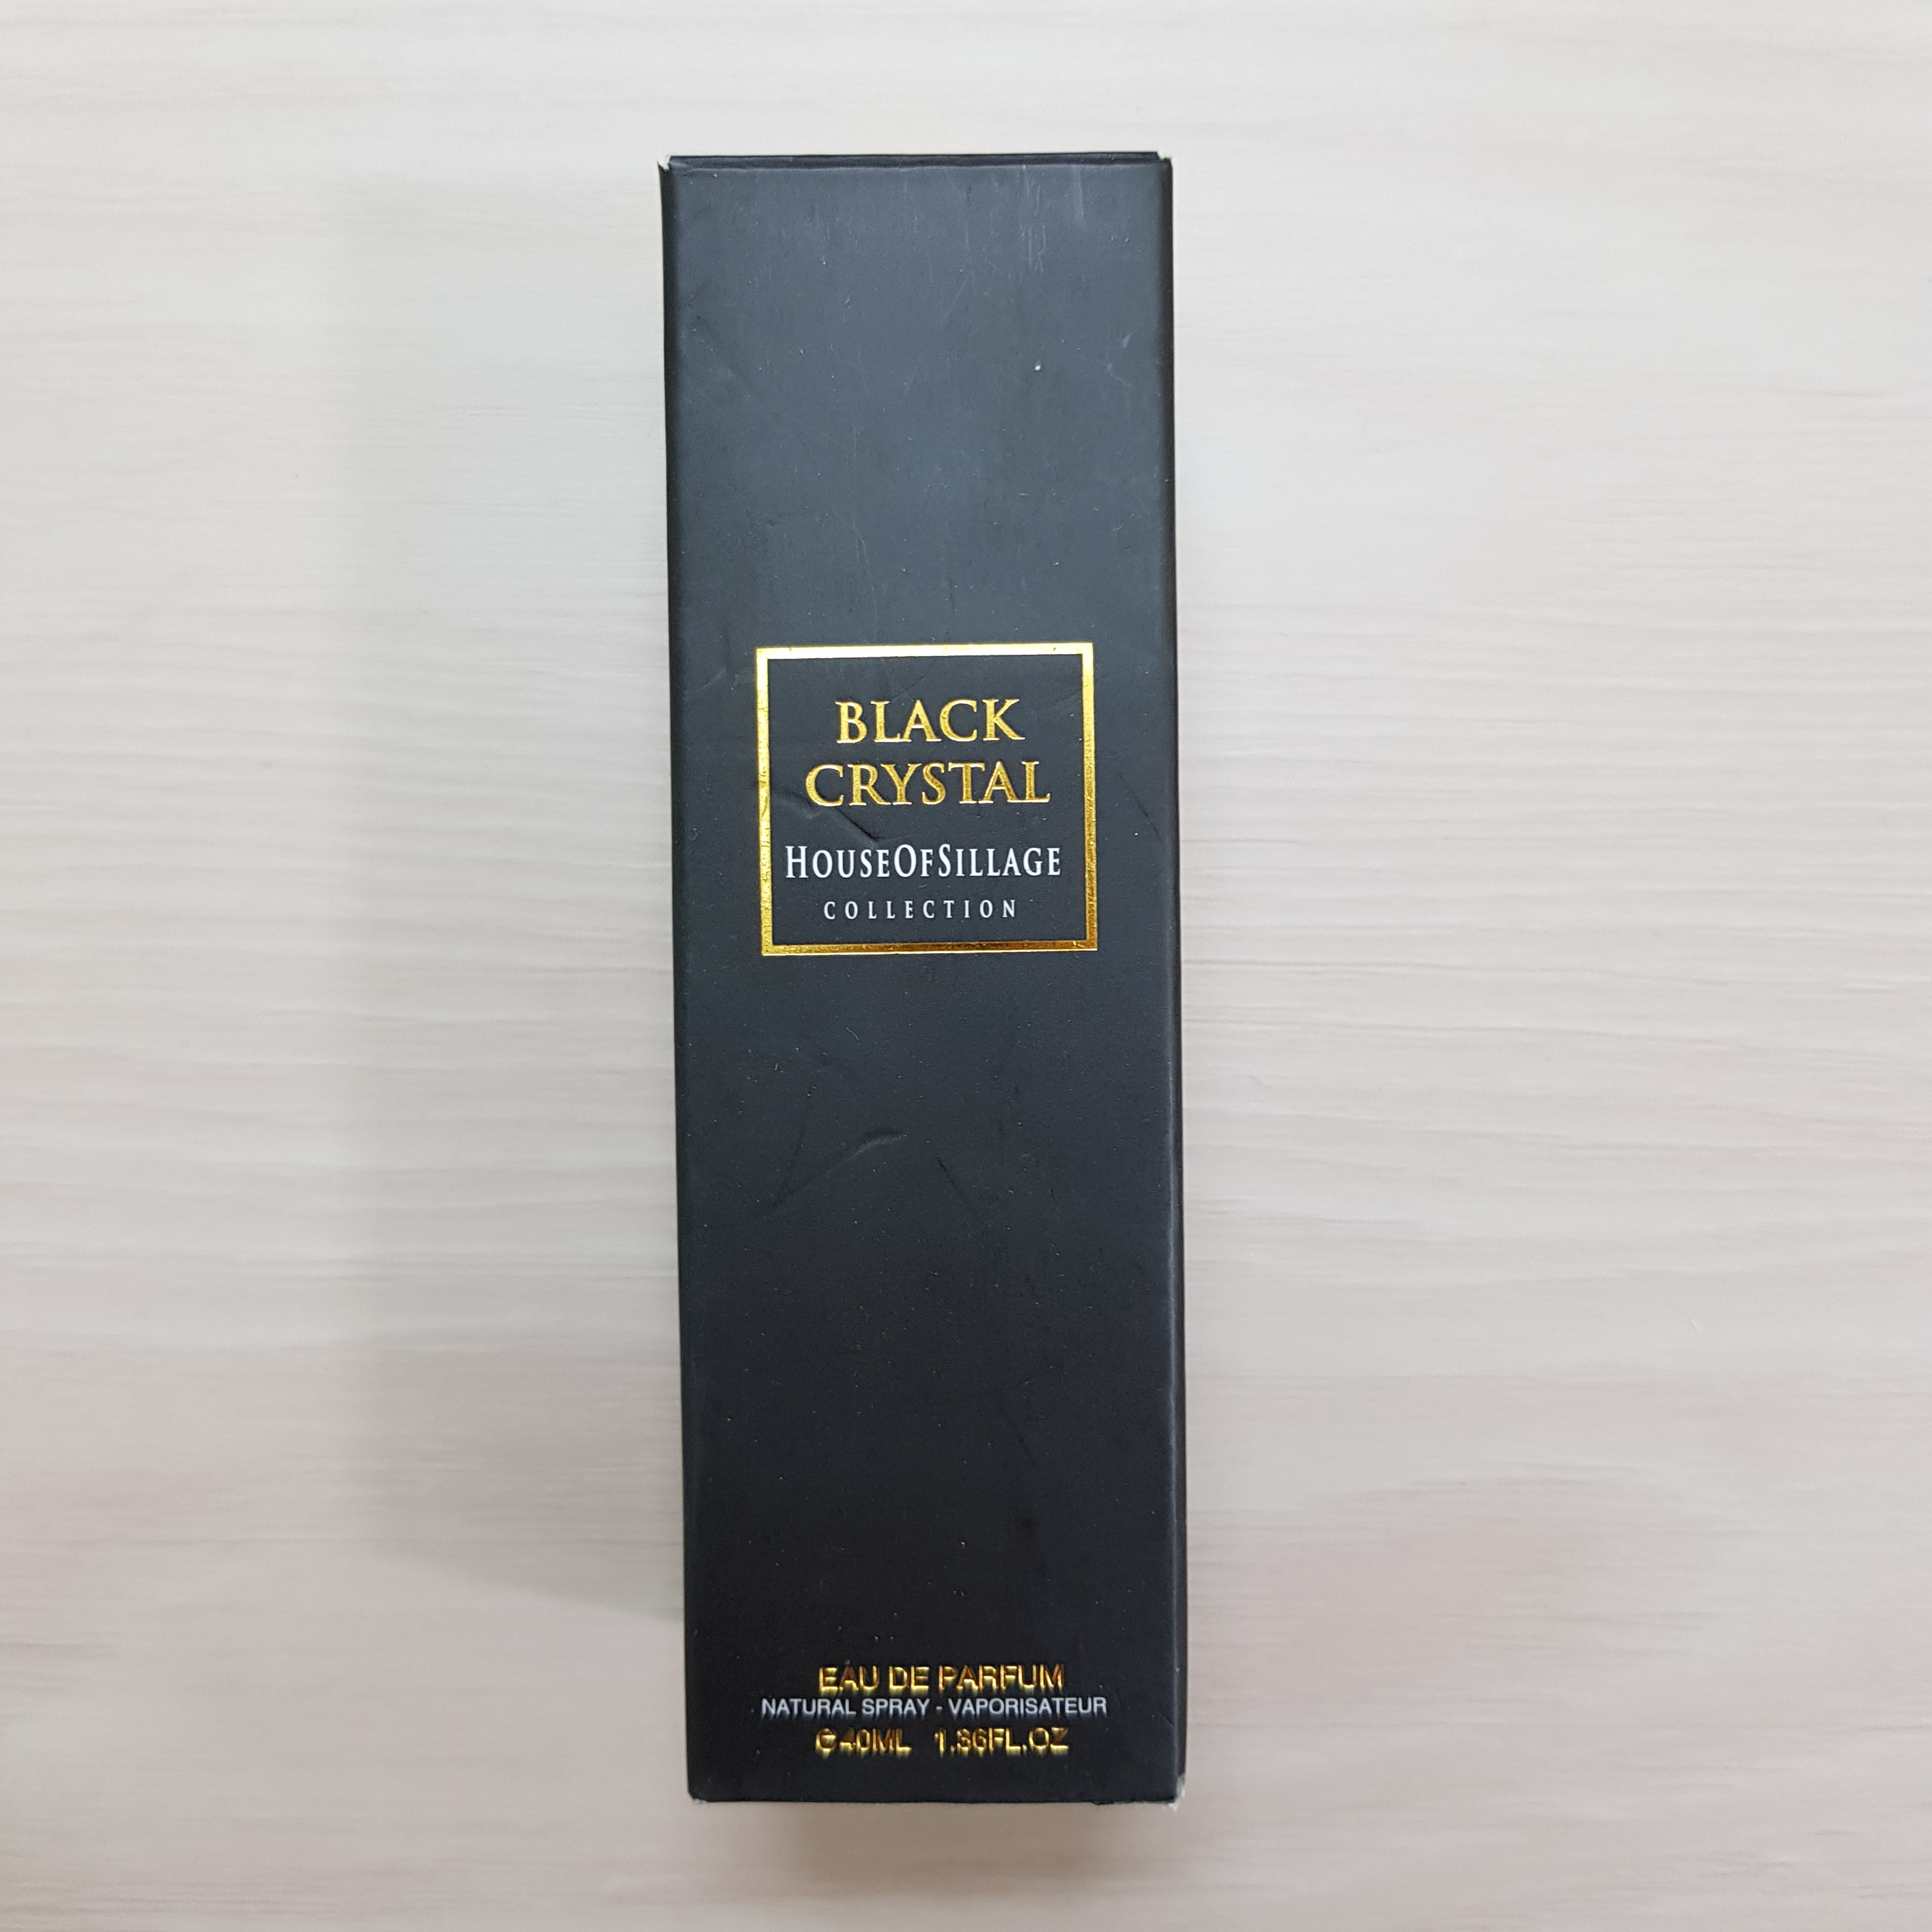 BLACK
CRYSTAL
HOUSEOFSILLAGE
COLLECTION
EAU DE PARFUM
NATURAL SPRAY - VAPORISATEUR
℮40ML 1.36FL.OZ